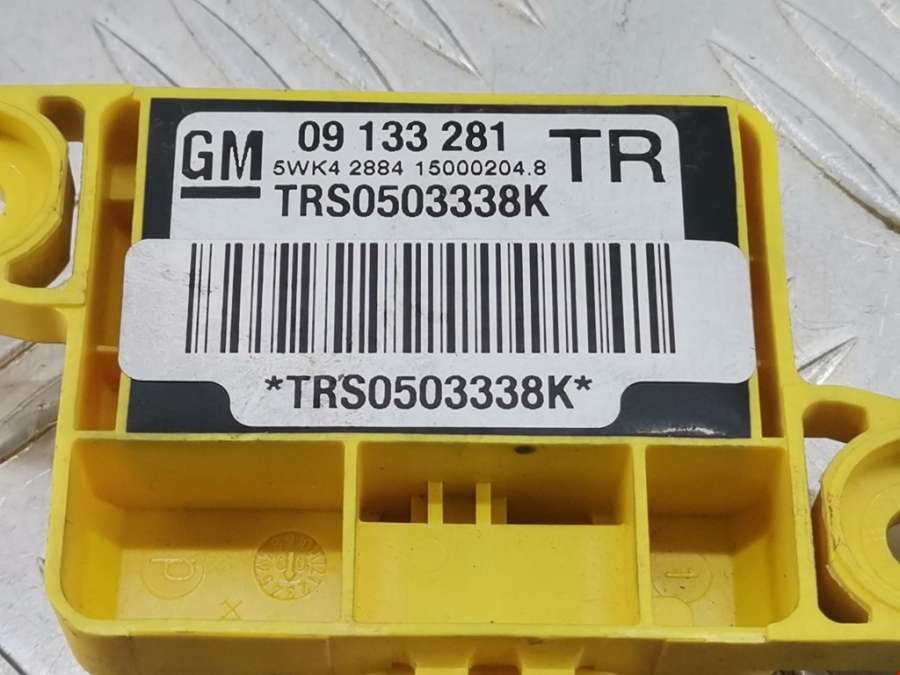 GM 09 133 281 TR
5WK4 2884 15000204.8
TRS0503338K
*TRS0503338K*